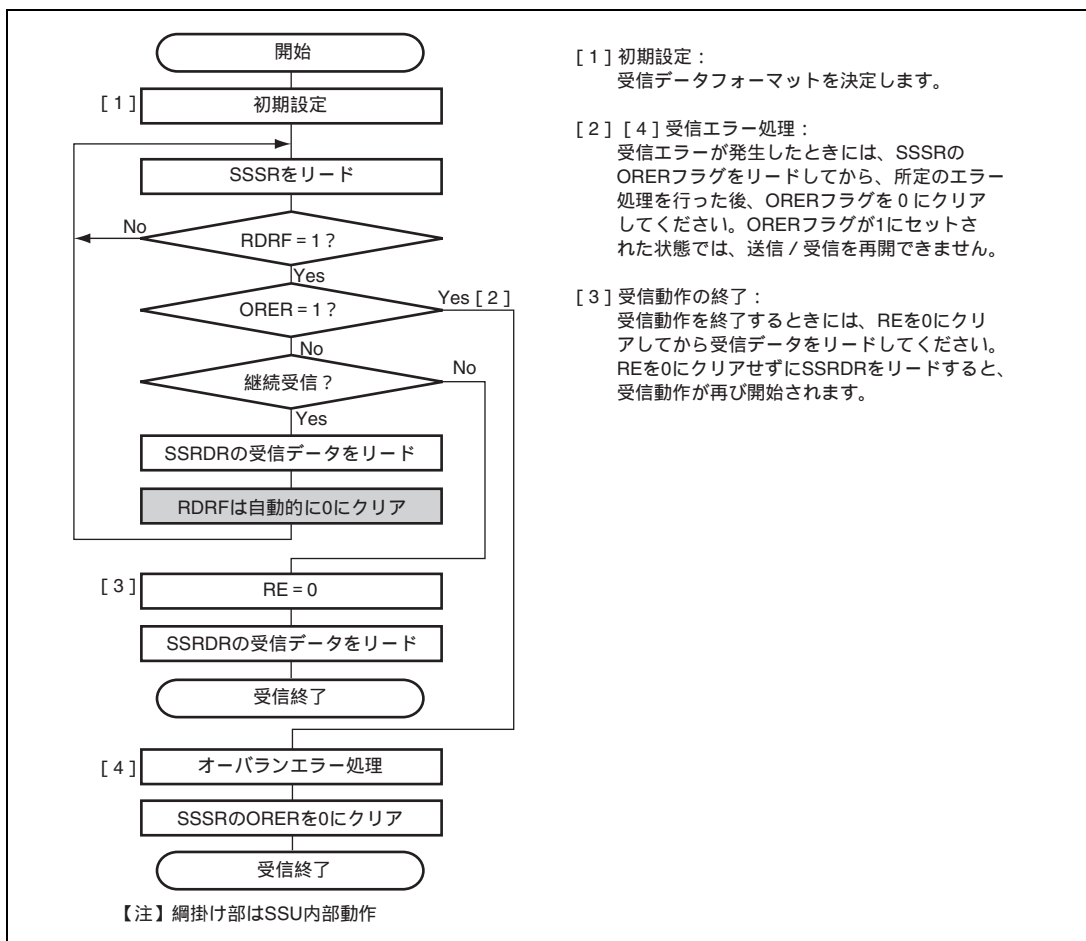 開始
[1] 初期設定
SSSRをリード
No
RDRF = 1 ?
Yes
ORER = 1 ?
Yes [2]
No
継続受信 ?
No
Yes
SSRDRの受信データをリード
RDRFは自動的に0にクリア
[3] RE = 0
SSRDRの受信データをリード
受信終了
[4] オーバランエラー処理
SSSRのORERを0にクリア
受信終了
【注】網掛け部はSSU内部動作
[1] 初期設定 :
受信データフォーマットを決定します。
[2] [4] 受信エラー処理 :
受信エラーが発生したときには、SSSRの
ORERフラグをリードしてから、所定のエラー
処理を行った後、ORERフラグを 0 にクリア
してください。ORERフラグが1にセットさ
れた状態では、送信 / 受信を再開できません。
[3] 受信動作の終了 :
受信動作を終了するときには、REを0にクリ
アしてから受信データをリードしてください。
REを0にクリアせずにSSRDRをリードすると、
受信動作が再び開始されます。